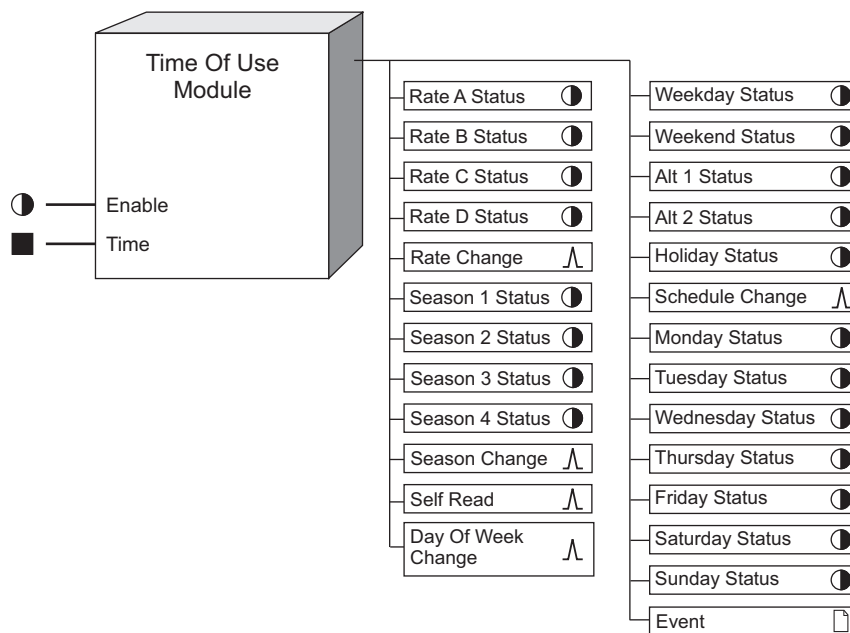 Time Of Use
Module
Enable
Time
Rate A Status
Rate B Status
Rate C Status
Rate D Status
Rate Change
Season 1 Status
Season 2 Status
Season 3 Status
Season 4 Status
Season Change
Self Read
Day Of Week
Change
Weekday Status
Weekend Status
Alt 1 Status
Alt 2 Status
Holiday Status
Schedule Change
Monday Status
Tuesday Status
Wednesday Status
Thursday Status
Friday Status
Saturday Status
Sunday Status
Event